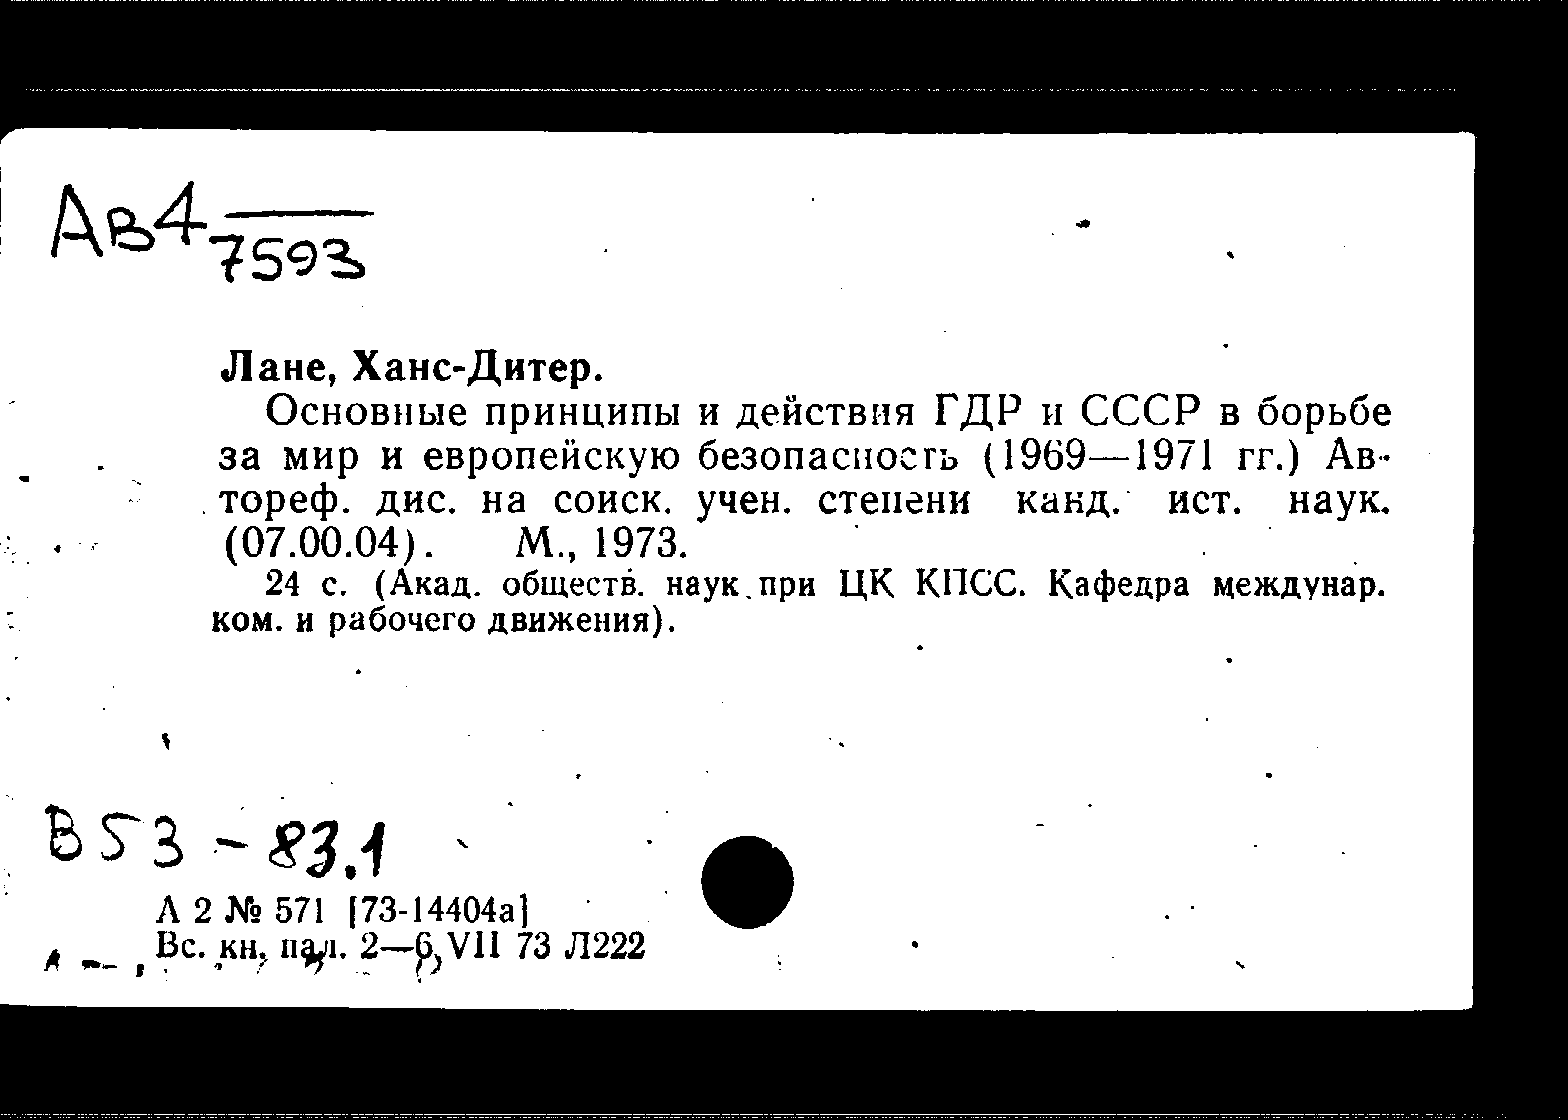 Ав4 7593
Лане, Ханс-Дитер.
Основные принципы и действия ГДР и СССР в борьбе
за мир и европейскую безопасность (1969—1971 гг.) Ав-
тореф. дис. на соиск. учен. степени канд. ист. наук.
(07.00.04). М., 1973.
24 с. (Акад. обществ. наук при ЦК КПСС. Кафедра междунар.
ком. и рабочего движения).
В53-83.1
Л 2 № 571 [73-14404а]
Вс. кн. пал. 2—6 VII 73 Л222